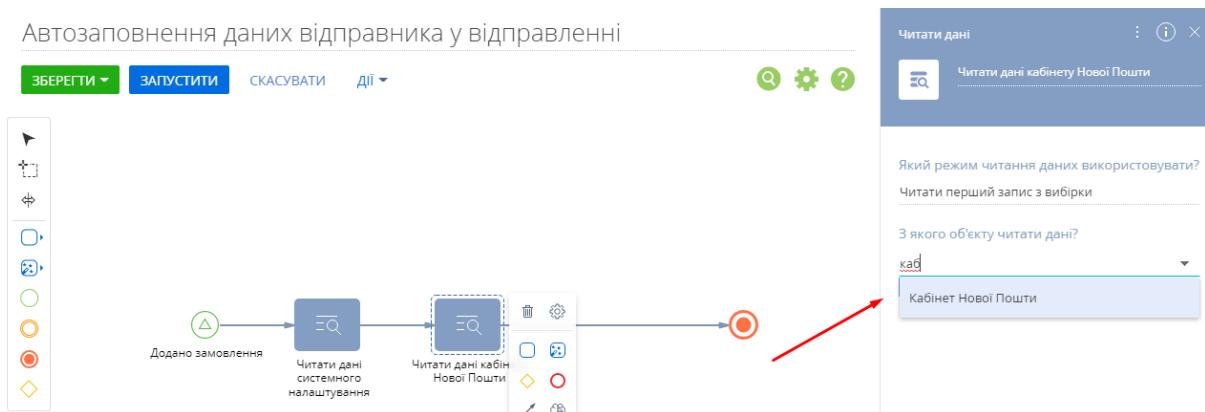 Автозаповнення даних відправника у відправленні
ЗБЕРЕГТИ
ЗАПУСТИТИ
СКАСУВАТИ
ДІЇ
Додано замовлення
Читати дані
системного
налаштування
Читати дані кабін
Нової Пошти
Читати дані
Читати дані кабінету Нової Пошти
Який режим читання даних використовувати?
Читати перший запис з вибірки
З якого об'єкту читати дані?
каб
Кабінет Нової Пошти